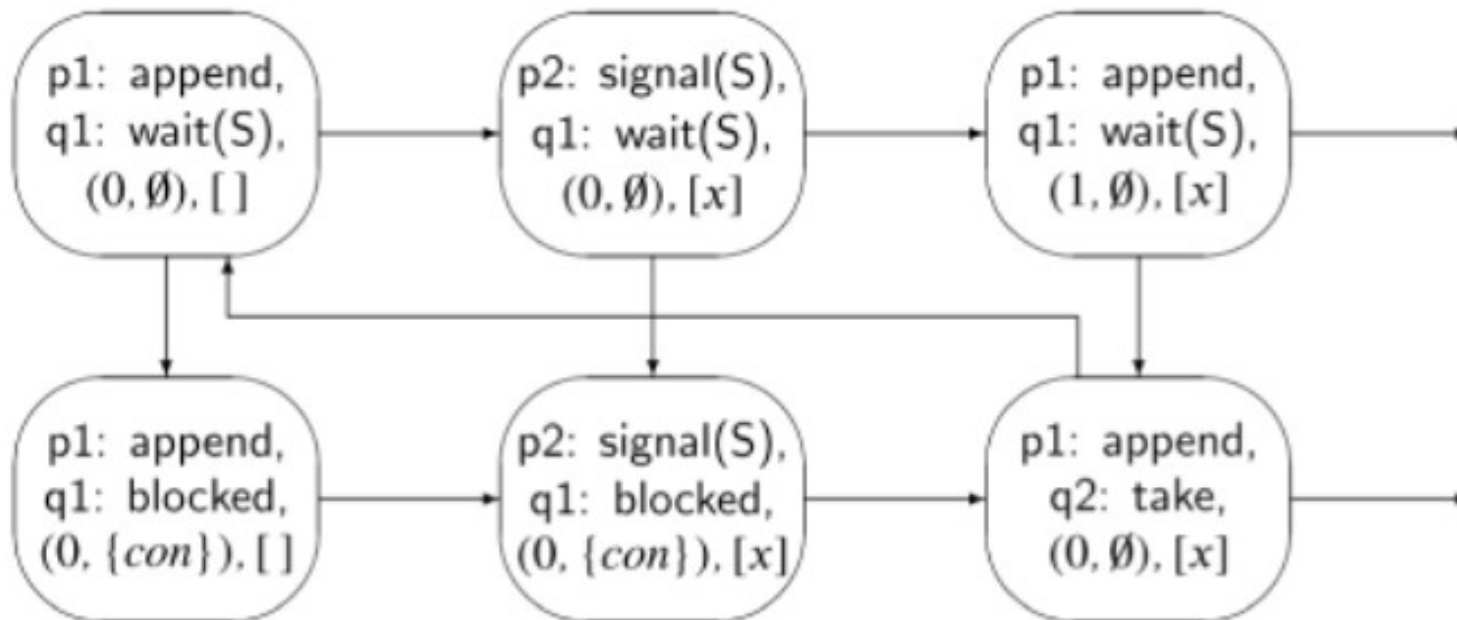 p1: append,
q1: wait(S),
(0, ∅), [ ]
p2: signal(S),
q1: wait(S),
(0, ∅), [x]
p1: append,
q1: wait(S),
(1, ∅), [x]
p1: append,
q1: blocked,
(0, {con}), [ ]
p2: signal(S),
q1: blocked,
(0, {con}), [x]
p1: append,
q2: take,
(0, ∅), [x]